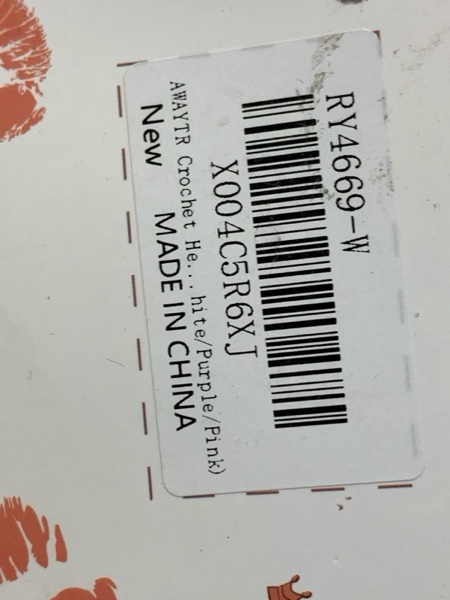 RY4669-W
X004C5R6XJ
AWAYTR Crochet He...hite/Purple/Pink)
New
MADE IN CHINA